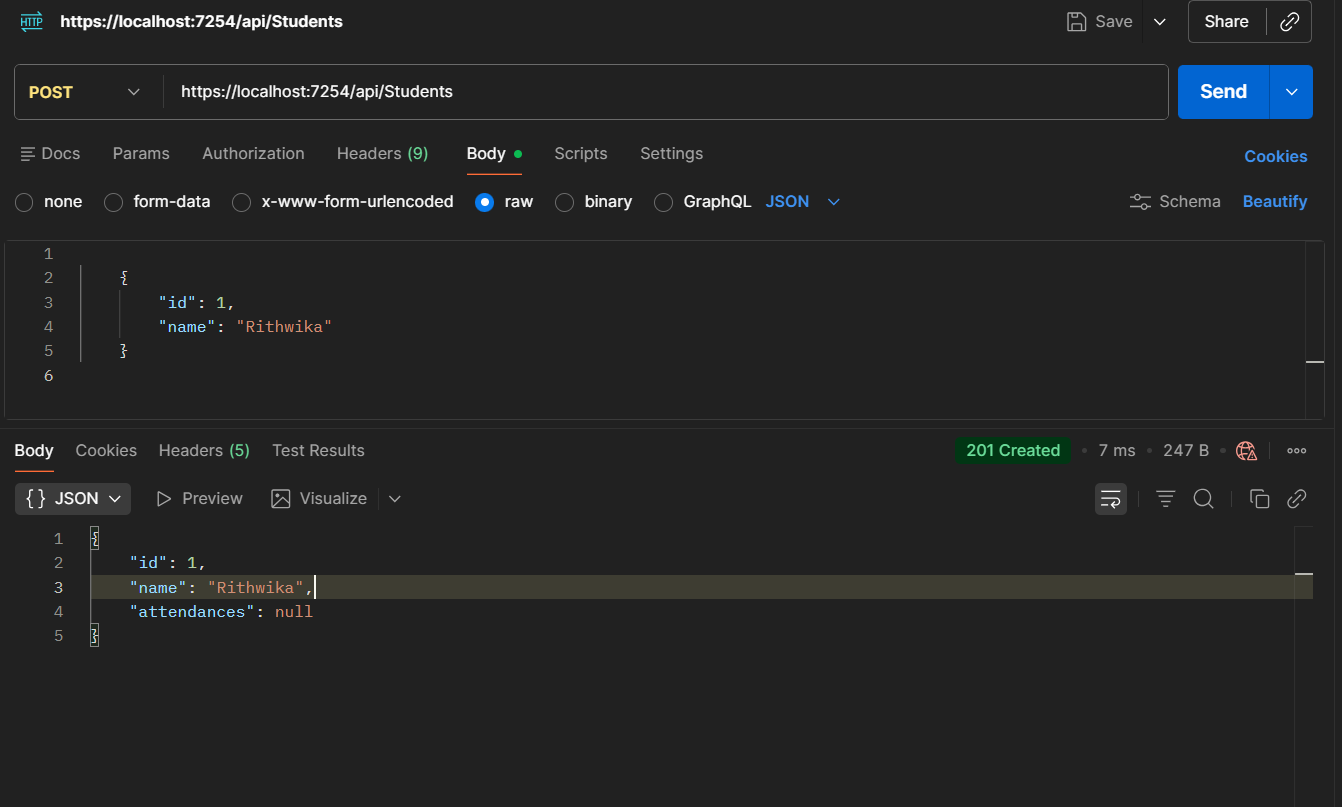 HTTP https://localhost:7254/api/Students Save Share
POST https://localhost:7254/api/Students Send
Docs Params Authorization Headers (9) Body Scripts Settings Cookies
none form-data x-www-form-urlencoded raw binary GraphQL JSON Schema Beautify
1
2 {
3 "id": 1,
4 "name": "Rithwika"
5 }
6
Body Cookies Headers (5) Test Results 201 Created • 7 ms • 247 B •
{} JSON Preview Visualize
1 {
2 "id": 1,
3 "name": "Rithwika",
4 "attendances": null
5 }